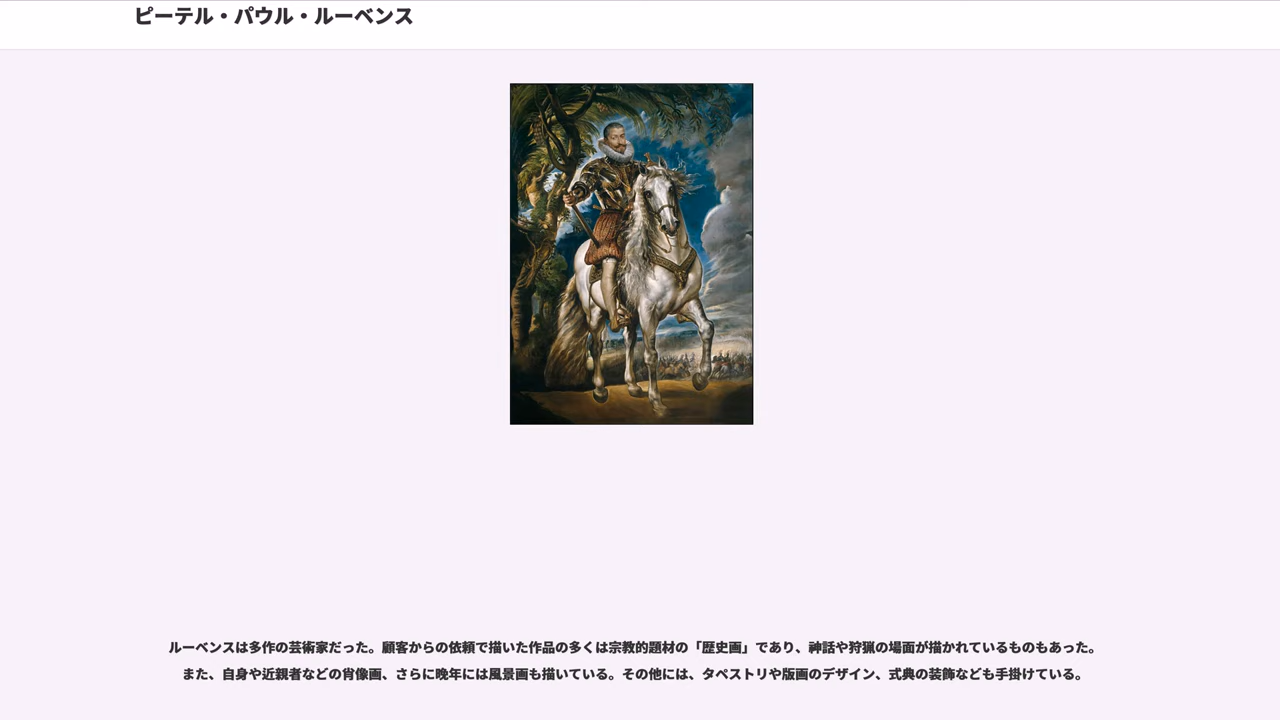 ピーテル・パウル・ルーベンス
ルーベンスは多作の芸術家だった。顧客からの依頼で描いた作品の多くは宗教的題材の「歴史画」であり、神話や狩猟の場面が描かれているものもあった。
また、自身や近親者などの肖像画、さらに晩年には風景画も描いている。その他には、タペストリや版画のデザイン、式典の装飾なども手掛けている。